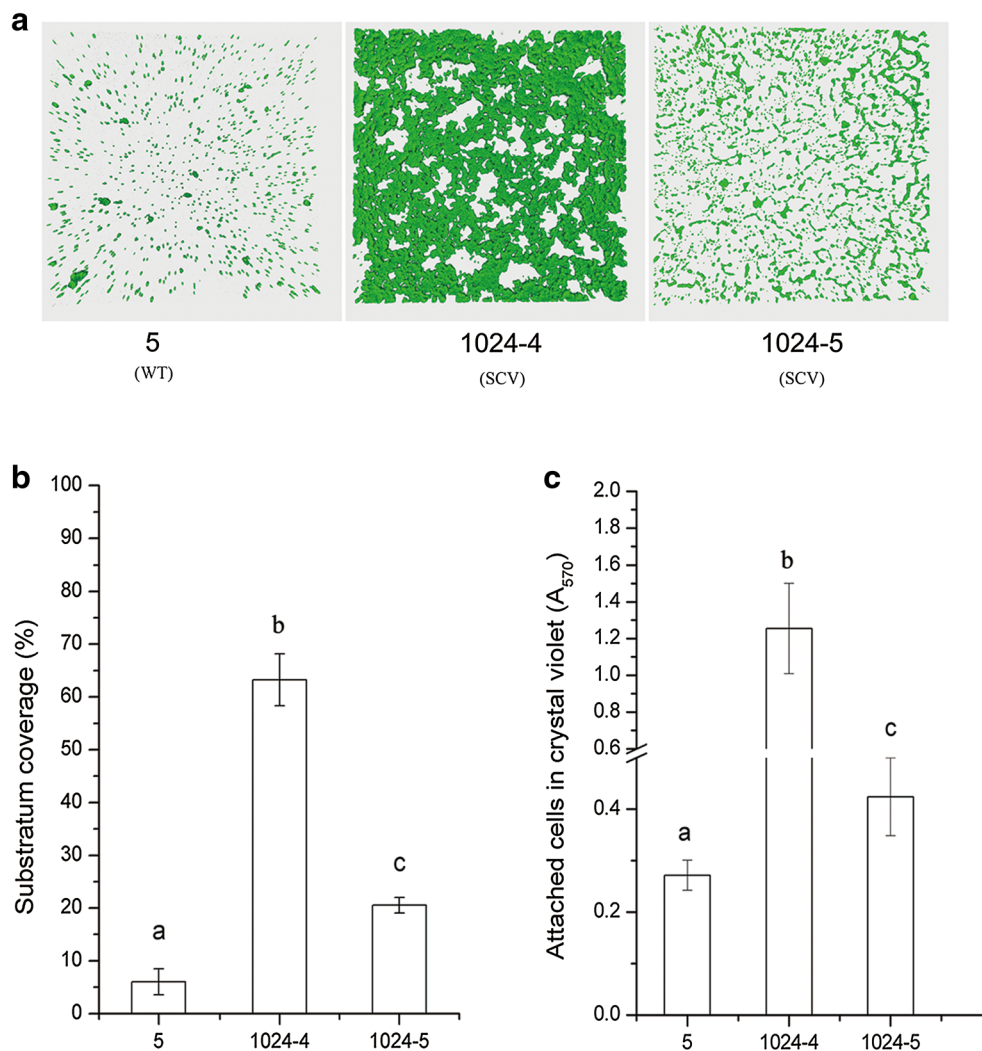 a
5
(WT)
1024-4
(SCV)
1024-5
(SCV)
b
Substratum coverage (%)
100
90
80
70
60
50
40
30
20
10
0
a
b
c
5
1024-4
1024-5
c
Attached cells in crystal violet (A570)
2.0
1.8
1.6
1.4
1.2
1.0
0.8
0.6
0.4
0.2
0.0
a
b
c
5
1024-4
1024-5